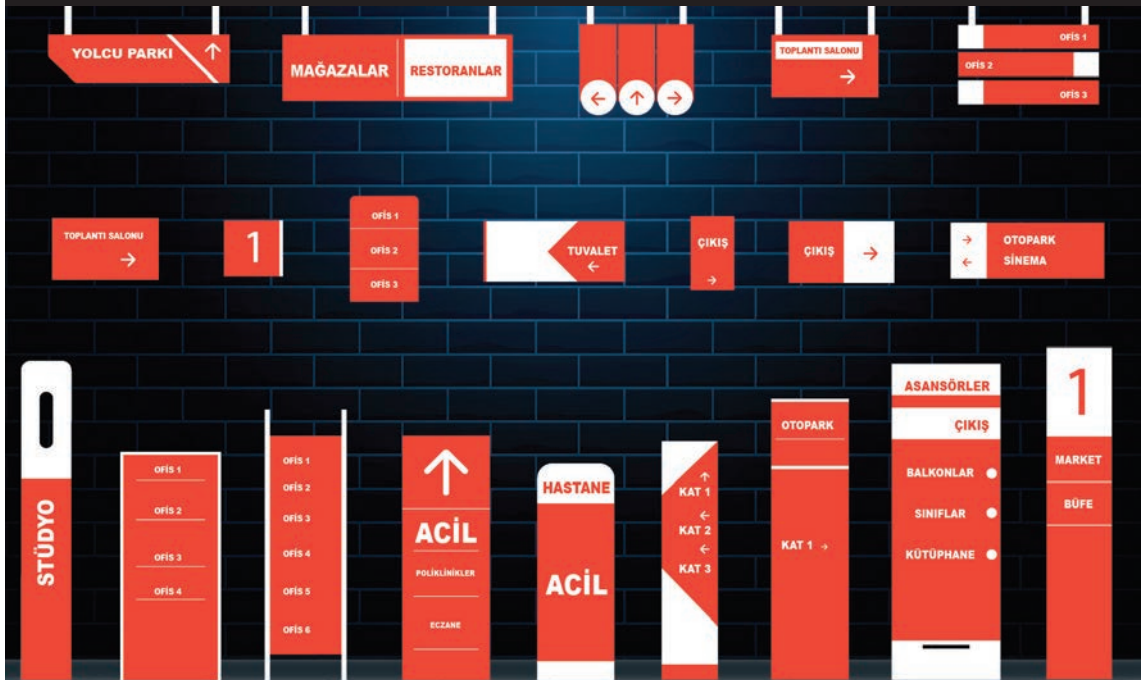 YOLCU PARKI ↑
MAĞAZALAR
RESTORANLAR
← ↑ →
TOPLANTI SALONU
→
OFİS 1
OFİS 2
OFİS 3
TOPLANTI SALONU
→
1
OFİS 1
OFİS 2
OFİS 3
TUVALET
←
ÇIKIŞ
→
ÇIKIŞ →
→ OTOPARK
← SİNEMA
STÜDYO
OFİS 1
OFİS 2
OFİS 3
OFİS 4
OFİS 1
OFİS 2
OFİS 3
OFİS 4
OFİS 5
OFİS 6
↑
ACİL
POLİKLİNİKLER
ECZANE
HASTANE
ACİL
↑
KAT 1
←
KAT 2
←
KAT 3
OTOPARK
KAT 1 →
ASANSÖRLER
ÇIKIŞ
BALKONLAR
SINIFLAR
KÜTÜPHANE
1
MARKET
BÜFE